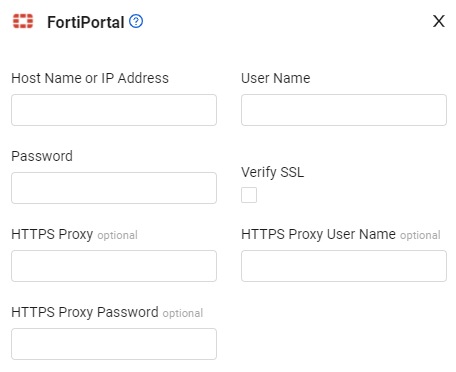 FortiPortal ?
X
Host Name or IP Address
User Name
Password
Verify SSL
HTTPS Proxy optional
HTTPS Proxy User Name optional
HTTPS Proxy Password optional